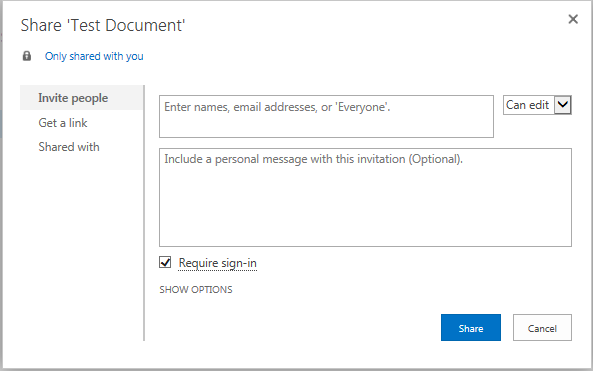 Share 'Test Document'
Only shared with you
Invite people
Get a link
Shared with
Enter names, email addresses, or 'Everyone'.
Can edit
Include a personal message with this invitation (Optional).
Require sign-in
SHOW OPTIONS
Share
Cancel